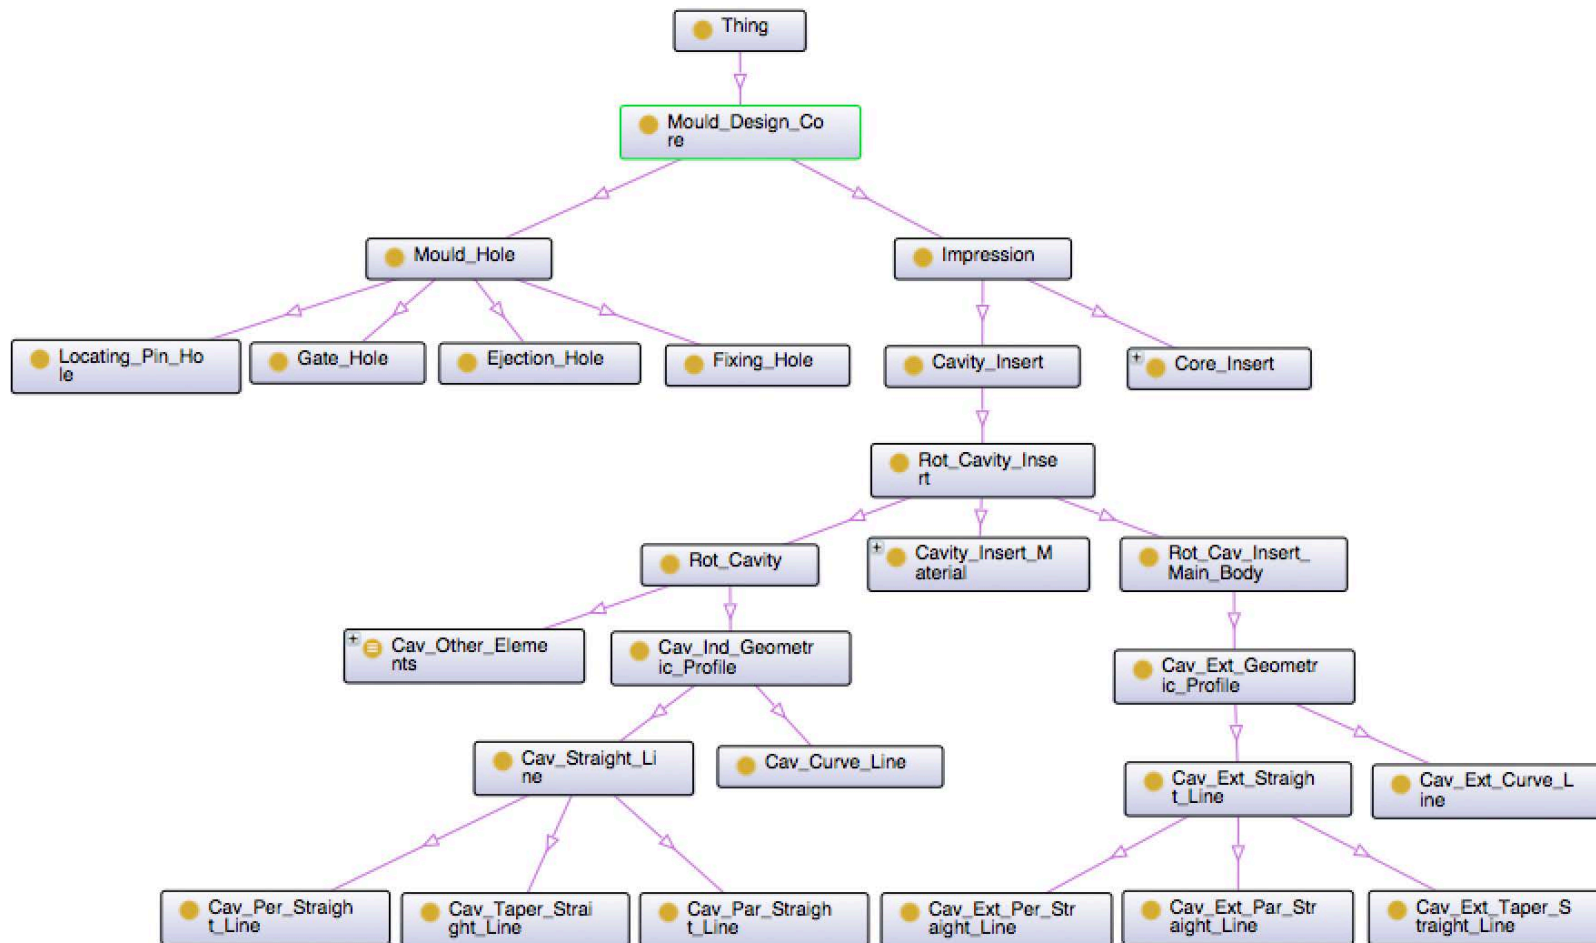 Thing
Mould_Design_Co
re
Mould_Hole
Impression
Locating_Pin_Ho
le
Gate_Hole
Ejection_Hole
Fixing_Hole
Cavity_Insert
+
Core_Insert
Rot_Cavity_Inse
rt
Rot_Cavity
+
Cavity_Insert_M
aterial
Rot_Cav_Insert_
Main_Body
+
Cav_Other_Eleme
nts
Cav_Ind_Geometr
ic_Profile
Cav_Ext_Geometr
ic_Profile
Cav_Straight_Li
ne
Cav_Curve_Line
Cav_Ext_Straigh
t_Line
Cav_Ext_Curve_L
ine
Cav_Per_Straigh
t_Line
Cav_Taper_Strai
ght_Line
Cav_Par_Straigh
t_Line
Cav_Ext_Per_Str
aight_Line
Cav_Ext_Par_Str
aight_Line
Cav_Ext_Taper_S
traight_Line